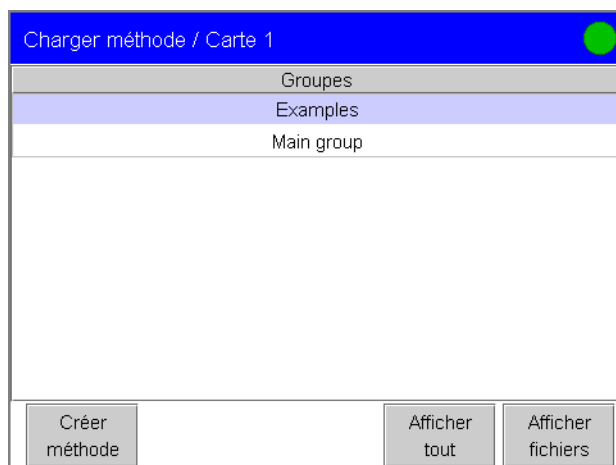 Charger méthode / Carte 1
Groupes
Examples
Main group
Créer
méthode
Afficher
tout
Afficher
fichiers